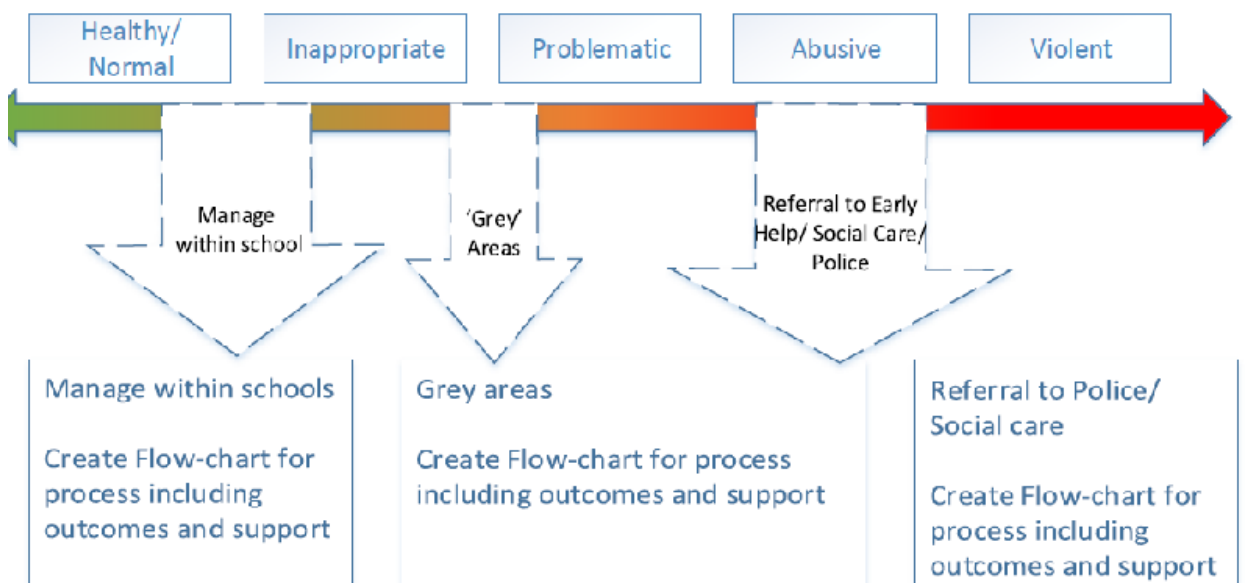 Healthy/
Normal
Inappropriate
Problematic
Abusive
Violent
Manage
within school
‘Grey’
Areas
Referral to Early
Help/ Social Care/
Police
Manage within schools
Create Flow-chart for
process including
outcomes and support
Grey areas
Create Flow-chart for process
including outcomes and support
Referral to Police/
Social care
Create Flow-chart for
process including
outcomes and support